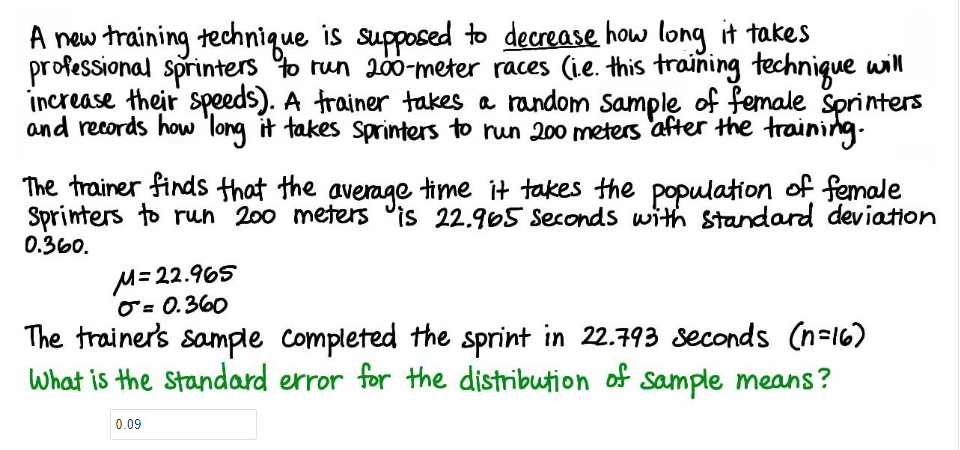 A new training technique is supposed to decrease how long it takes
professional sprinters to run 200-meter races (i.e. this training technique will
increase their speeds). A trainer takes a random sample of female sprinters
and records how long it takes sprinters to run 200 meters after the training.
The trainer finds that the average time it takes the population of female
sprinters to run 200 meters is 22.965 seconds with standard deviation
0.360.
μ=22.965
σ= 0.360
The trainer's sample completed the sprint in 22.793 seconds (n=16)
What is the standard error for the distribution of sample means?
0.09